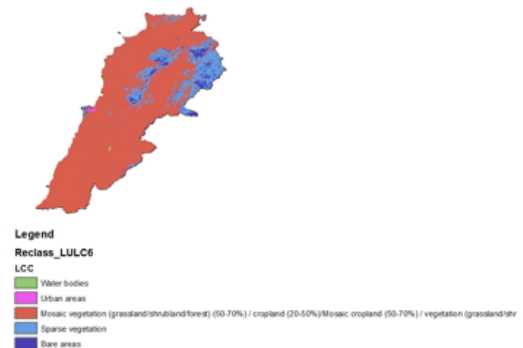 Legend
Reclass_LULC6
LCC
Water bodies
Urban areas
Mosaic vegetation (grassland/shrubland/forest) (50-70%) / cropland (20-50%)/Mosaic cropland (50-70%) / vegetation (grassland/shr
Sparse vegetation
Bare areas